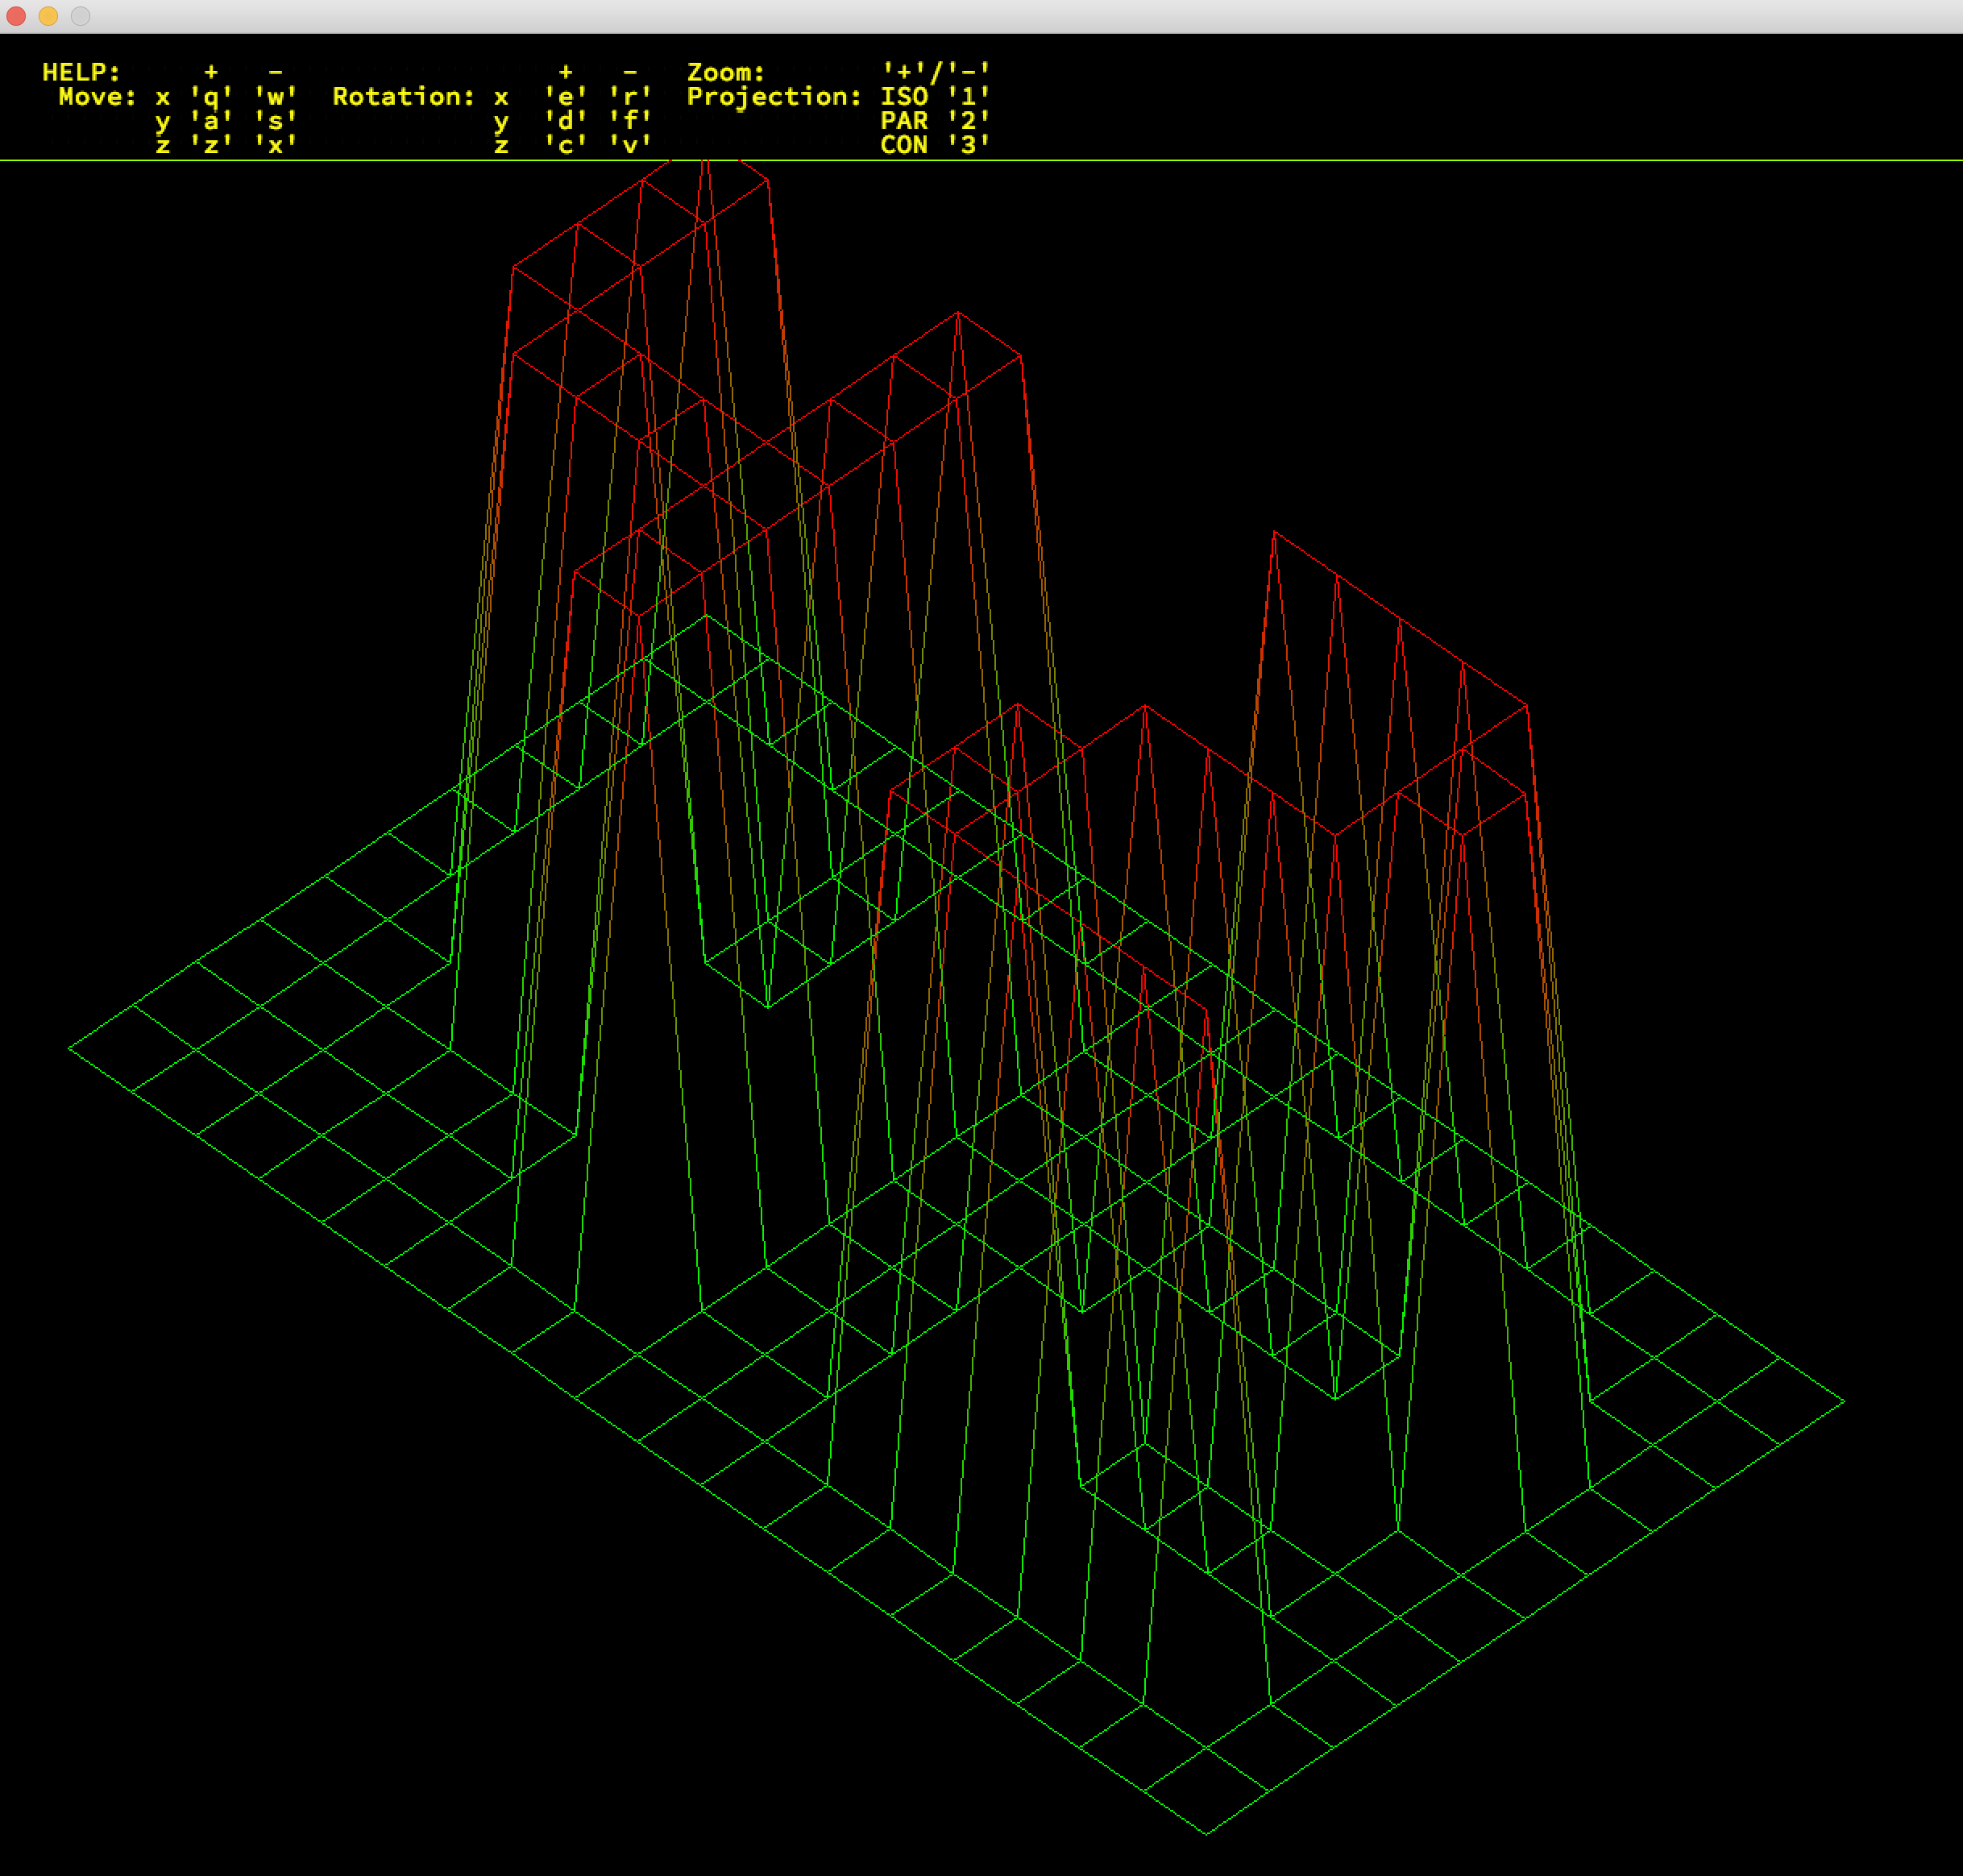 HELP: + - + - Zoom: '+'/'-'
Move: x 'q' 'w' Rotation: x 'e' 'r' Projection: ISO '1'
y 'a' 's' y 'd' 'f' PAR '2'
z 'z' 'x' z 'c' 'v' CON '3'